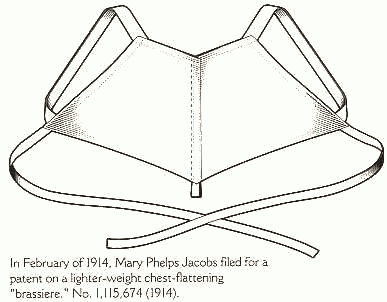 In February of 1914, Mary Phelps Jacobs filed for a
patent on a lighter-weight chest-flattening
"brassiere." No. 1,115,674 (1914).